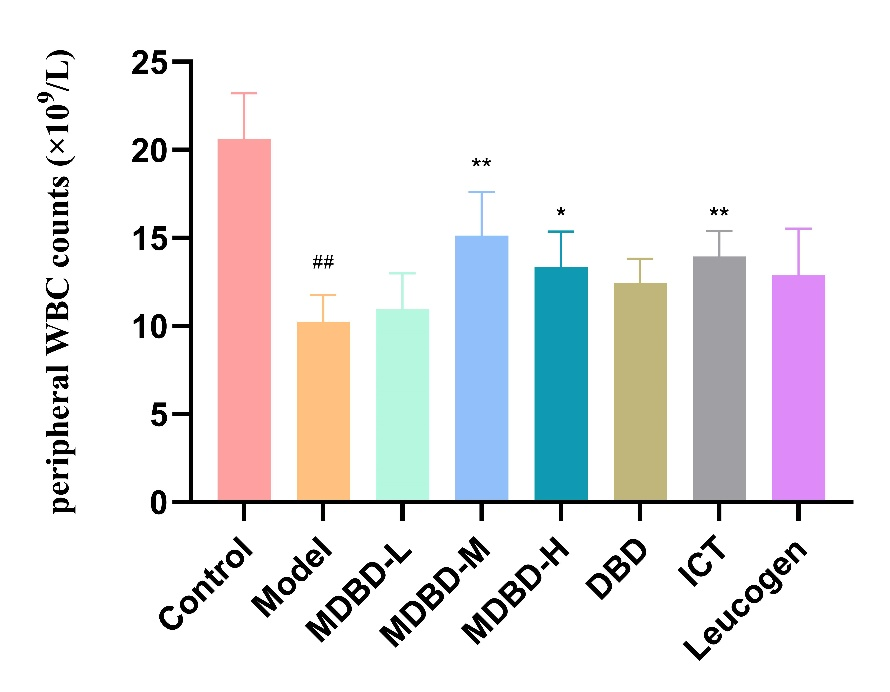 peripheral WBC counts (×10⁹/L)
25
20
15
10
5
0
##
**
*
**
Control
Model
MDBD-L
MDBD-M
MDBD-H
DBD
ICT
Leucogen